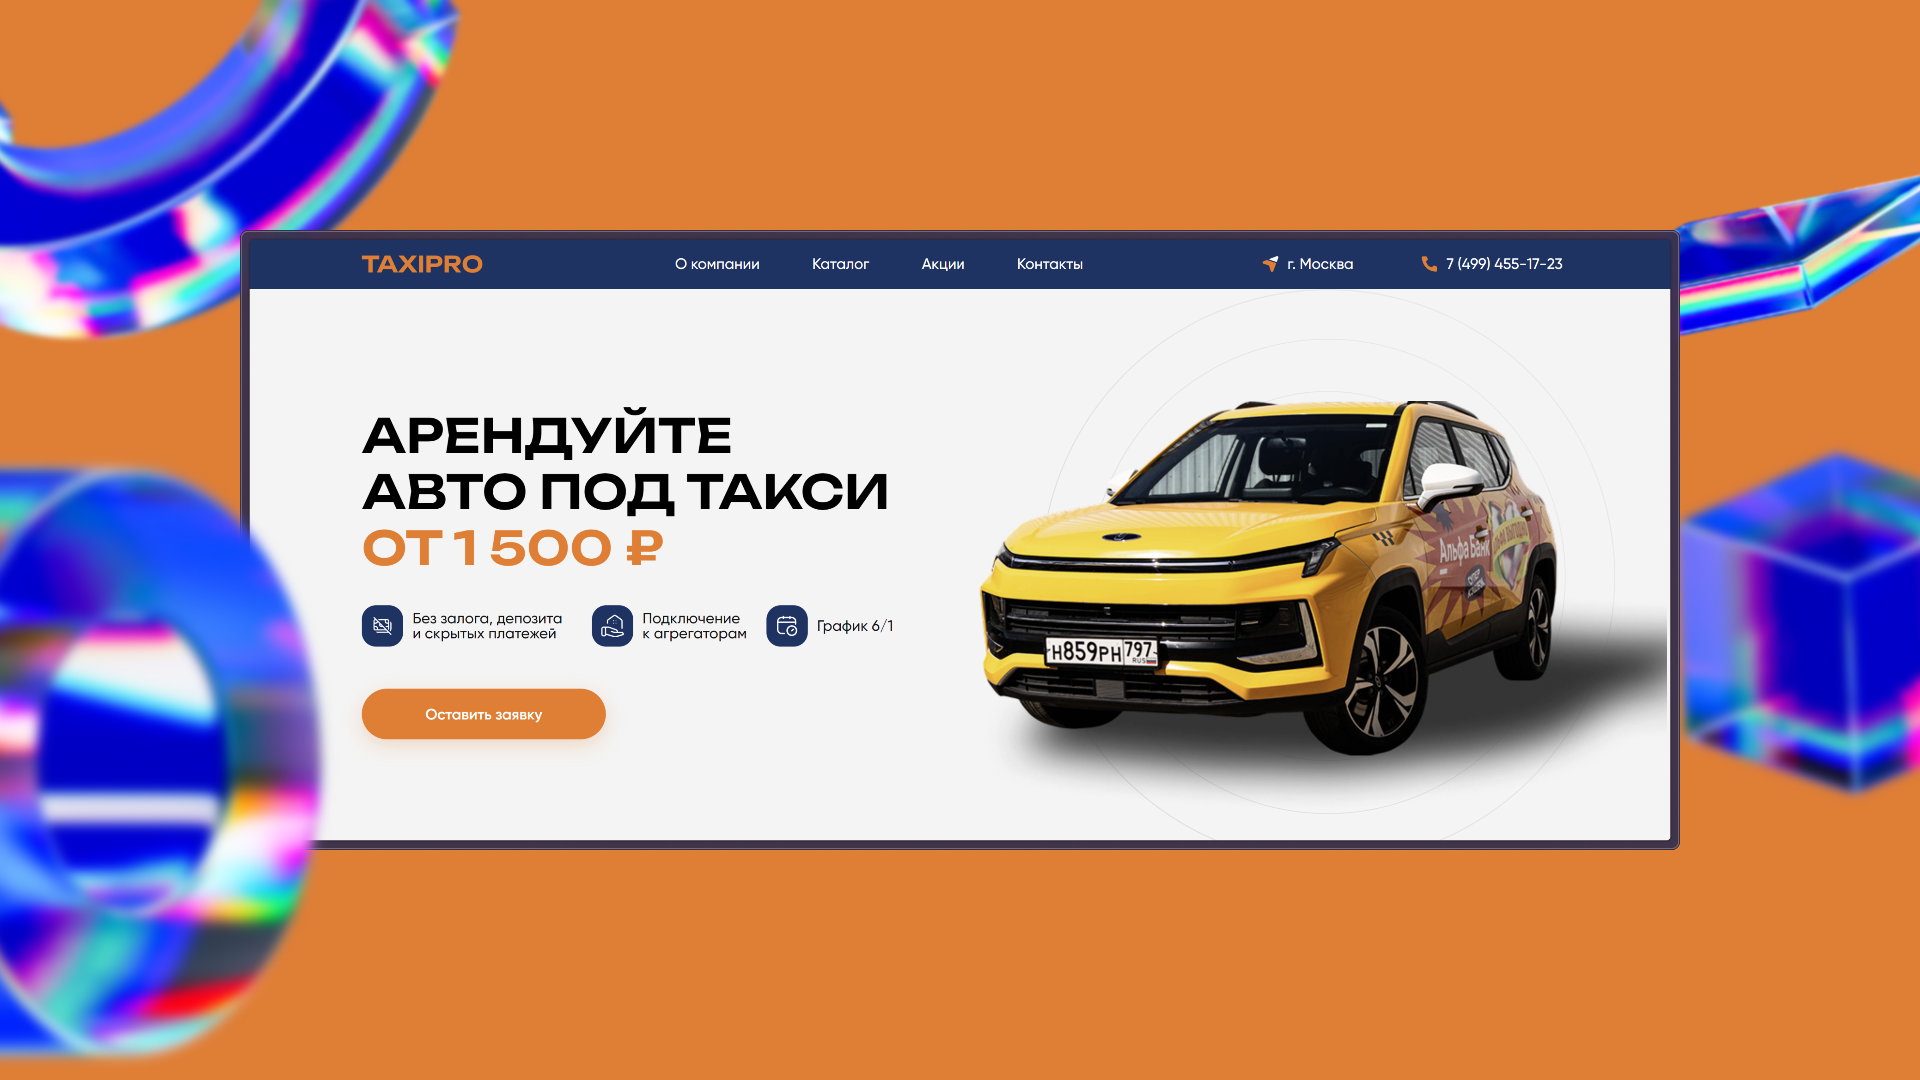 TAXIPRO
О компании
Каталог
Акции
Контакты
г. Москва
7 (499) 455-17-23
АРЕНДУЙТЕ
АВТО ПОД ТАКСИ
ОТ 1 500 ₽
Без залога, депозита
и скрытых платежей
Подключение
к агрегаторам
График 6/1
Оставить заявку
Альфа Банк
Н859РН 797
RUS